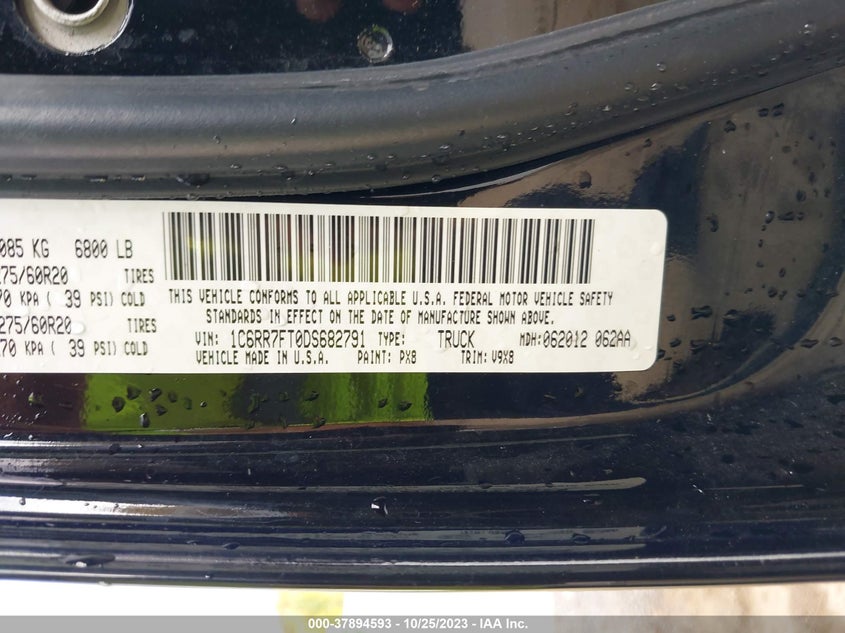 085 KG 6800 LB
75/60R20 TIRES
70 KPA ( 39 PSI) COLD
275/60R20 TIRES
70 KPA ( 39 PSI) COLD
THIS VEHICLE CONFORMS TO ALL APPLICABLE U.S.A. FEDERAL MOTOR VEHICLE SAFETY
STANDARDS IN EFFECT ON THE DATE OF MANUFACTURE SHOWN ABOVE.
VIN: 1C6RR7FT0DS682791 TYPE: TRUCK MDH: 062012 062AA
VEHICLE MADE IN U.S.A. PAINT: PX8 TRIM: V9X8
000-37894593 - 10/25/2023 - IAA Inc.